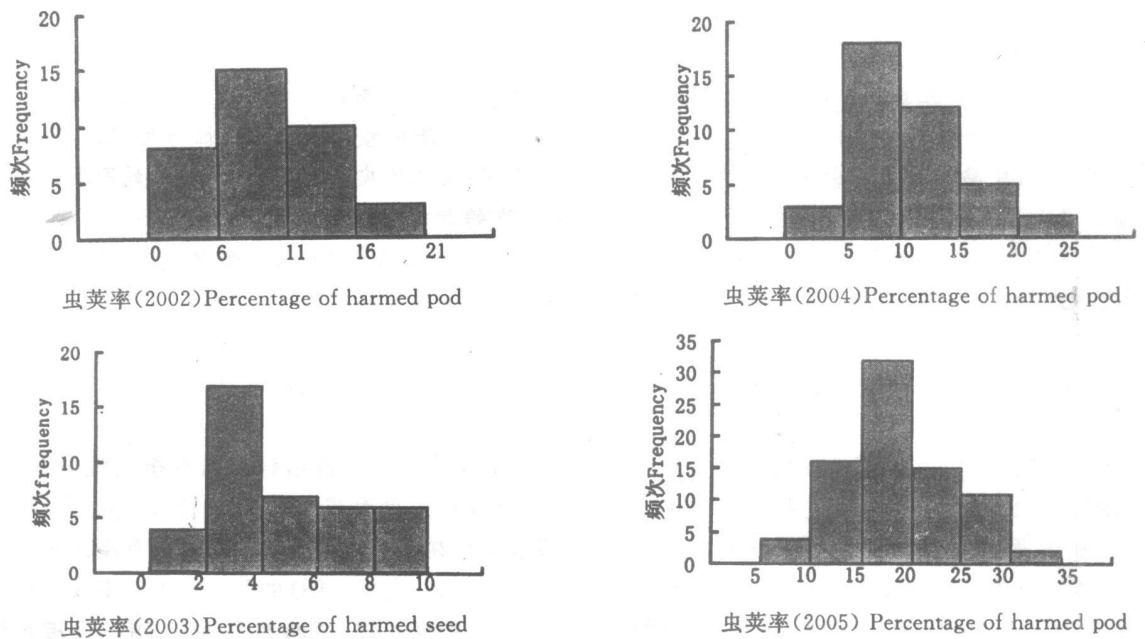 20
15
10
5
0
频次Frequency
0 6 11 16 21
虫荚率(2002)Percentage of harmed pod
20
15
10
5
0
频次Frequency
0 5 10 15 20 25
虫荚率(2004)Percentage of harmed pod
20
15
10
5
0
频次frequency
0 2 4 6 8 10
虫荚率(2003)Percentage of harmed seed
35
30
25
20
15
10
5
0
频次Frequency
5 10 15 20 25 30 35
虫荚率(2005) Percentage of harmed pod